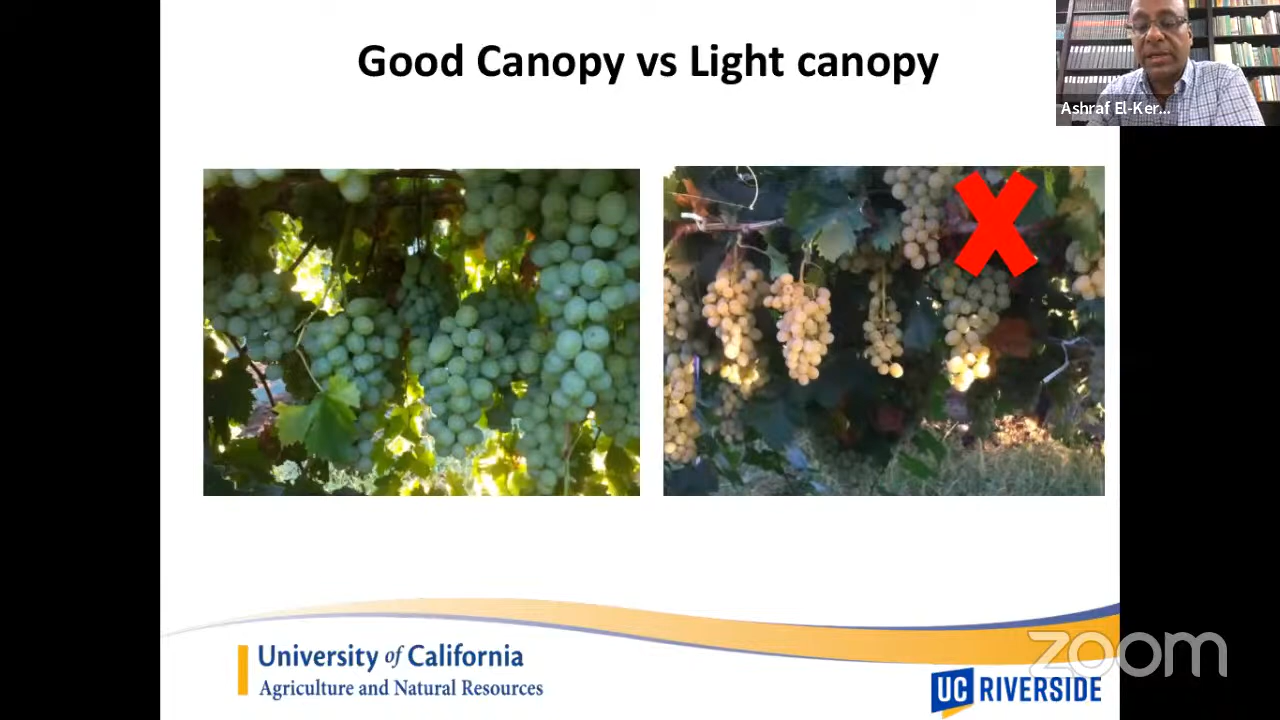 Good Canopy vs Light canopy
Ashraf El-Ker...
University of California
Agriculture and Natural Resources
UC RIVERSIDE
zoom